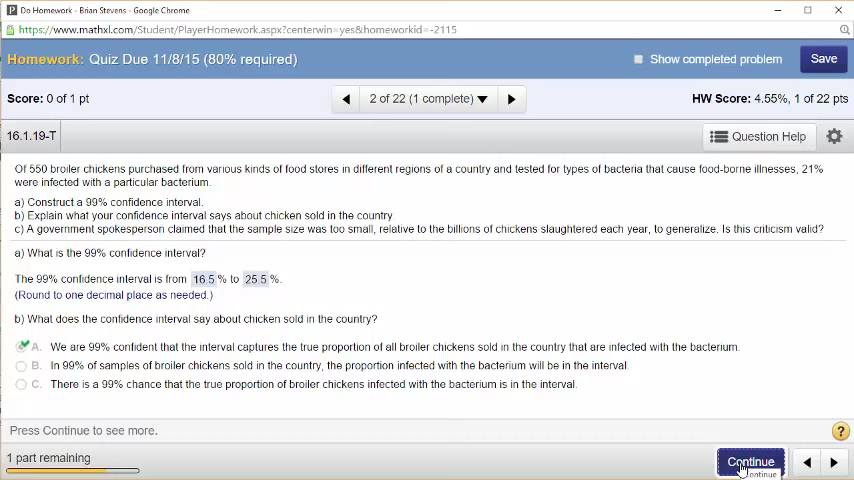 Do Homework - Brian Stevens - Google Chrome
https://www.mathxl.com/Student/PlayerHomework.aspx?centerwin=yes&homeworkid=-2115
Homework: Quiz Due 11/8/15 (80% required)
Show completed problem
Save
Score: 0 of 1 pt
2 of 22 (1 complete)
HW Score: 4.55%, 1 of 22 pts
16.1.19-T
Question Help
Of 550 broiler chickens purchased from various kinds of food stores in different regions of a country and tested for types of bacteria that cause food-borne illnesses, 21%
were infected with a particular bacterium.
a) Construct a 99% confidence interval.
b) Explain what your confidence interval says about chicken sold in the country.
c) A government spokesperson claimed that the sample size was too small, relative to the billions of chickens slaughtered each year, to generalize. Is this criticism valid?
a) What is the 99% confidence interval?
The 99% confidence interval is from 16.5 % to 25.5 %.
(Round to one decimal place as needed.)
b) What does the confidence interval say about chicken sold in the country?
A. We are 99% confident that the interval captures the true proportion of all broiler chickens sold in the country that are infected with the bacterium.
B. In 99% of samples of broiler chickens sold in the country, the proportion infected with the bacterium will be in the interval.
C. There is a 99% chance that the true proportion of broiler chickens infected with the bacterium is in the interval.
Press Continue to see more.
?
1 part remaining
Continue
Continue